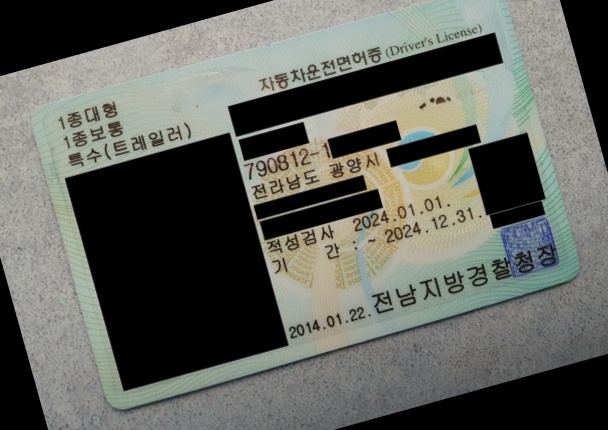 자동차운전면허증 (Driver's License)
1종대형
1종보통
특수(트레일러)
790812-1
전라남도 광양시
적성검사 2024.01.01.
기 간 : ~ 2024.12.31.
2014.01.22. 전남지방경찰청장